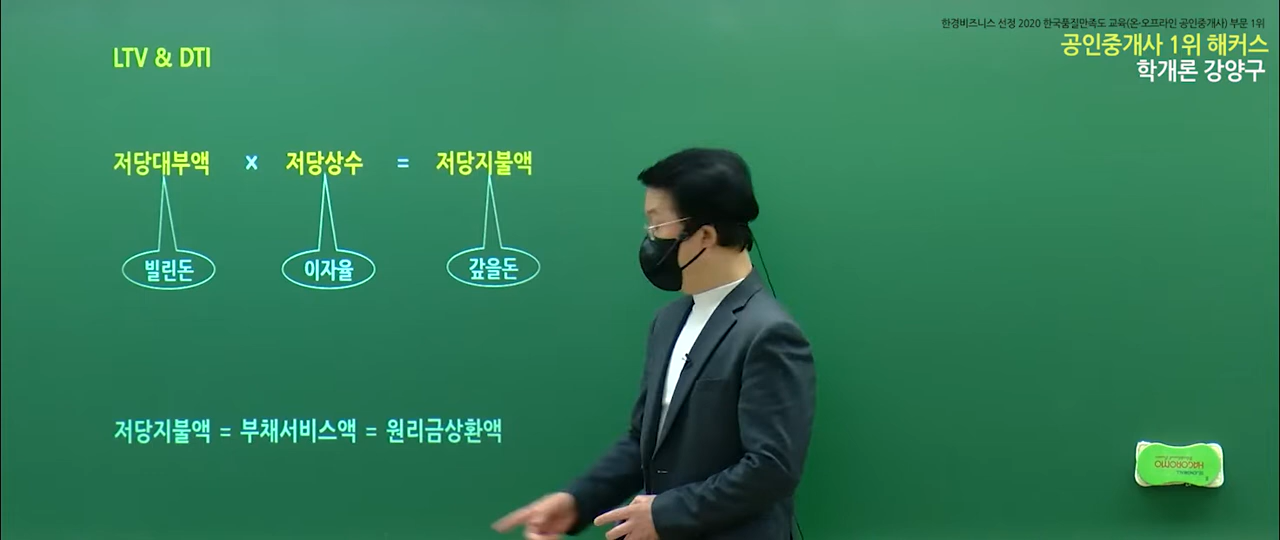 한경비즈니스 선정 2020 한국품질만족도 교육(온·오프라인 공인중개사) 부문 1위
공인중개사 1위 해커스
학개론 강양구
LTV & DTI
저당대부액 x 저당상수 = 저당지불액
빌린돈 이자율 갚을돈
저당지불액 = 부채서비스액 = 원리금상환액
HAGOROMO